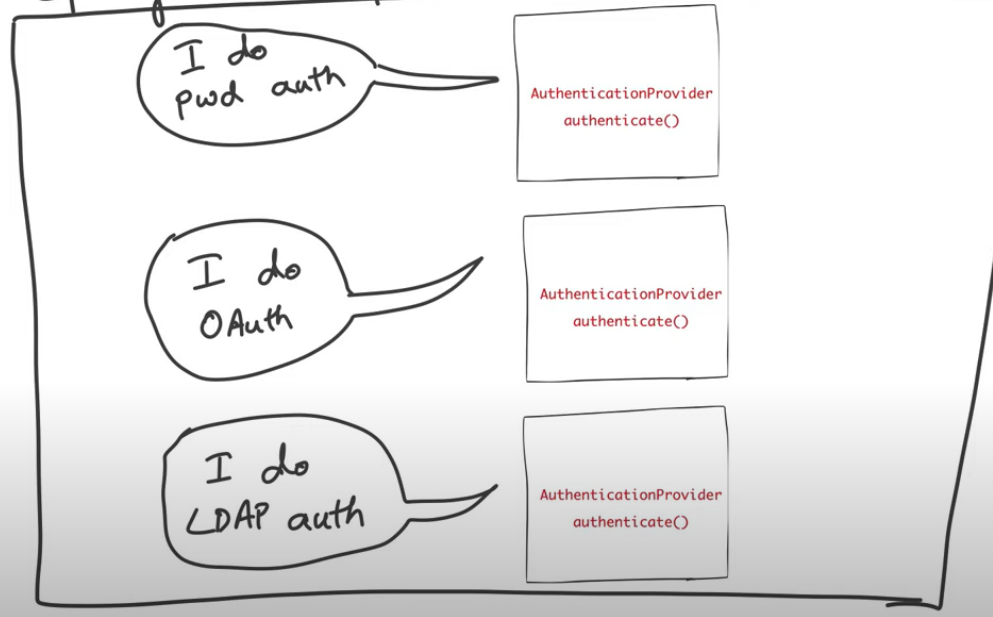 I do
pwd auth
AuthenticationProvider
authenticate()
I do
OAuth
AuthenticationProvider
authenticate()
I do
LDAP auth
AuthenticationProvider
authenticate()